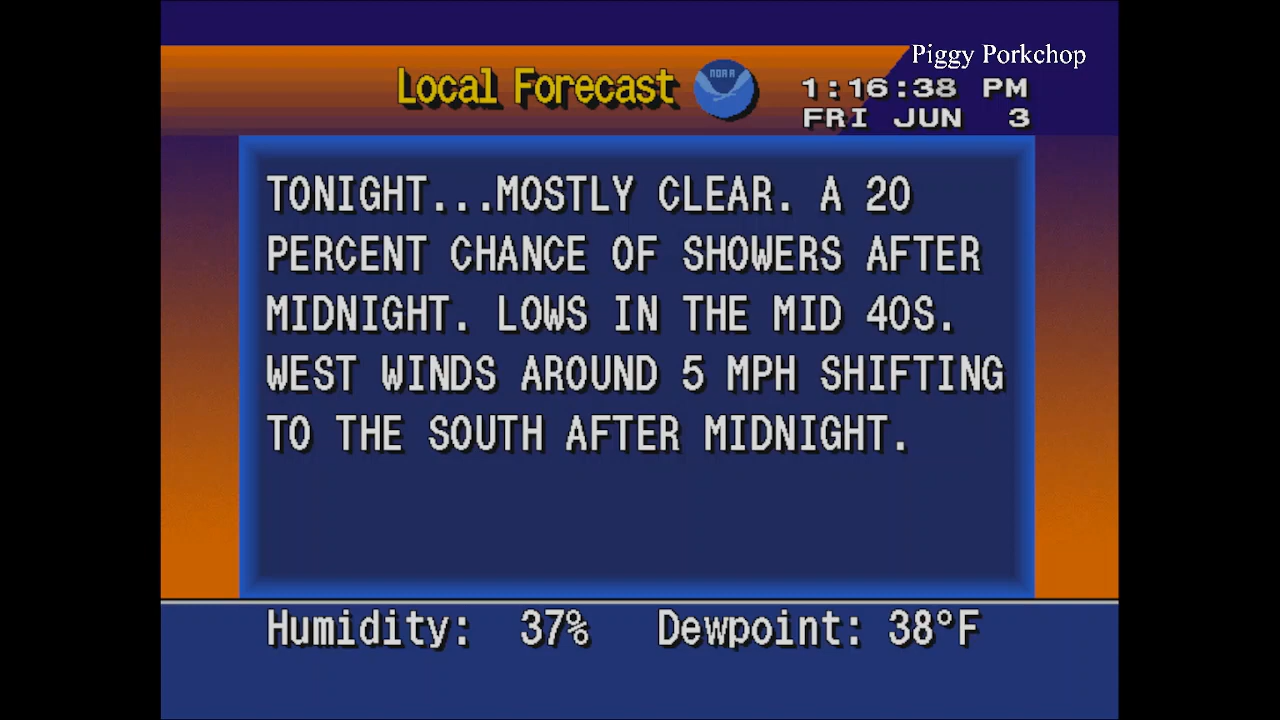 Piggy Porkchop
Local Forecast
NOAA
1:16:38 PM
FRI JUN 3
TONIGHT...MOSTLY CLEAR. A 20
PERCENT CHANCE OF SHOWERS AFTER
MIDNIGHT. LOWS IN THE MID 40S.
WEST WINDS AROUND 5 MPH SHIFTING
TO THE SOUTH AFTER MIDNIGHT.
Humidity: 37% Dewpoint: 38°F